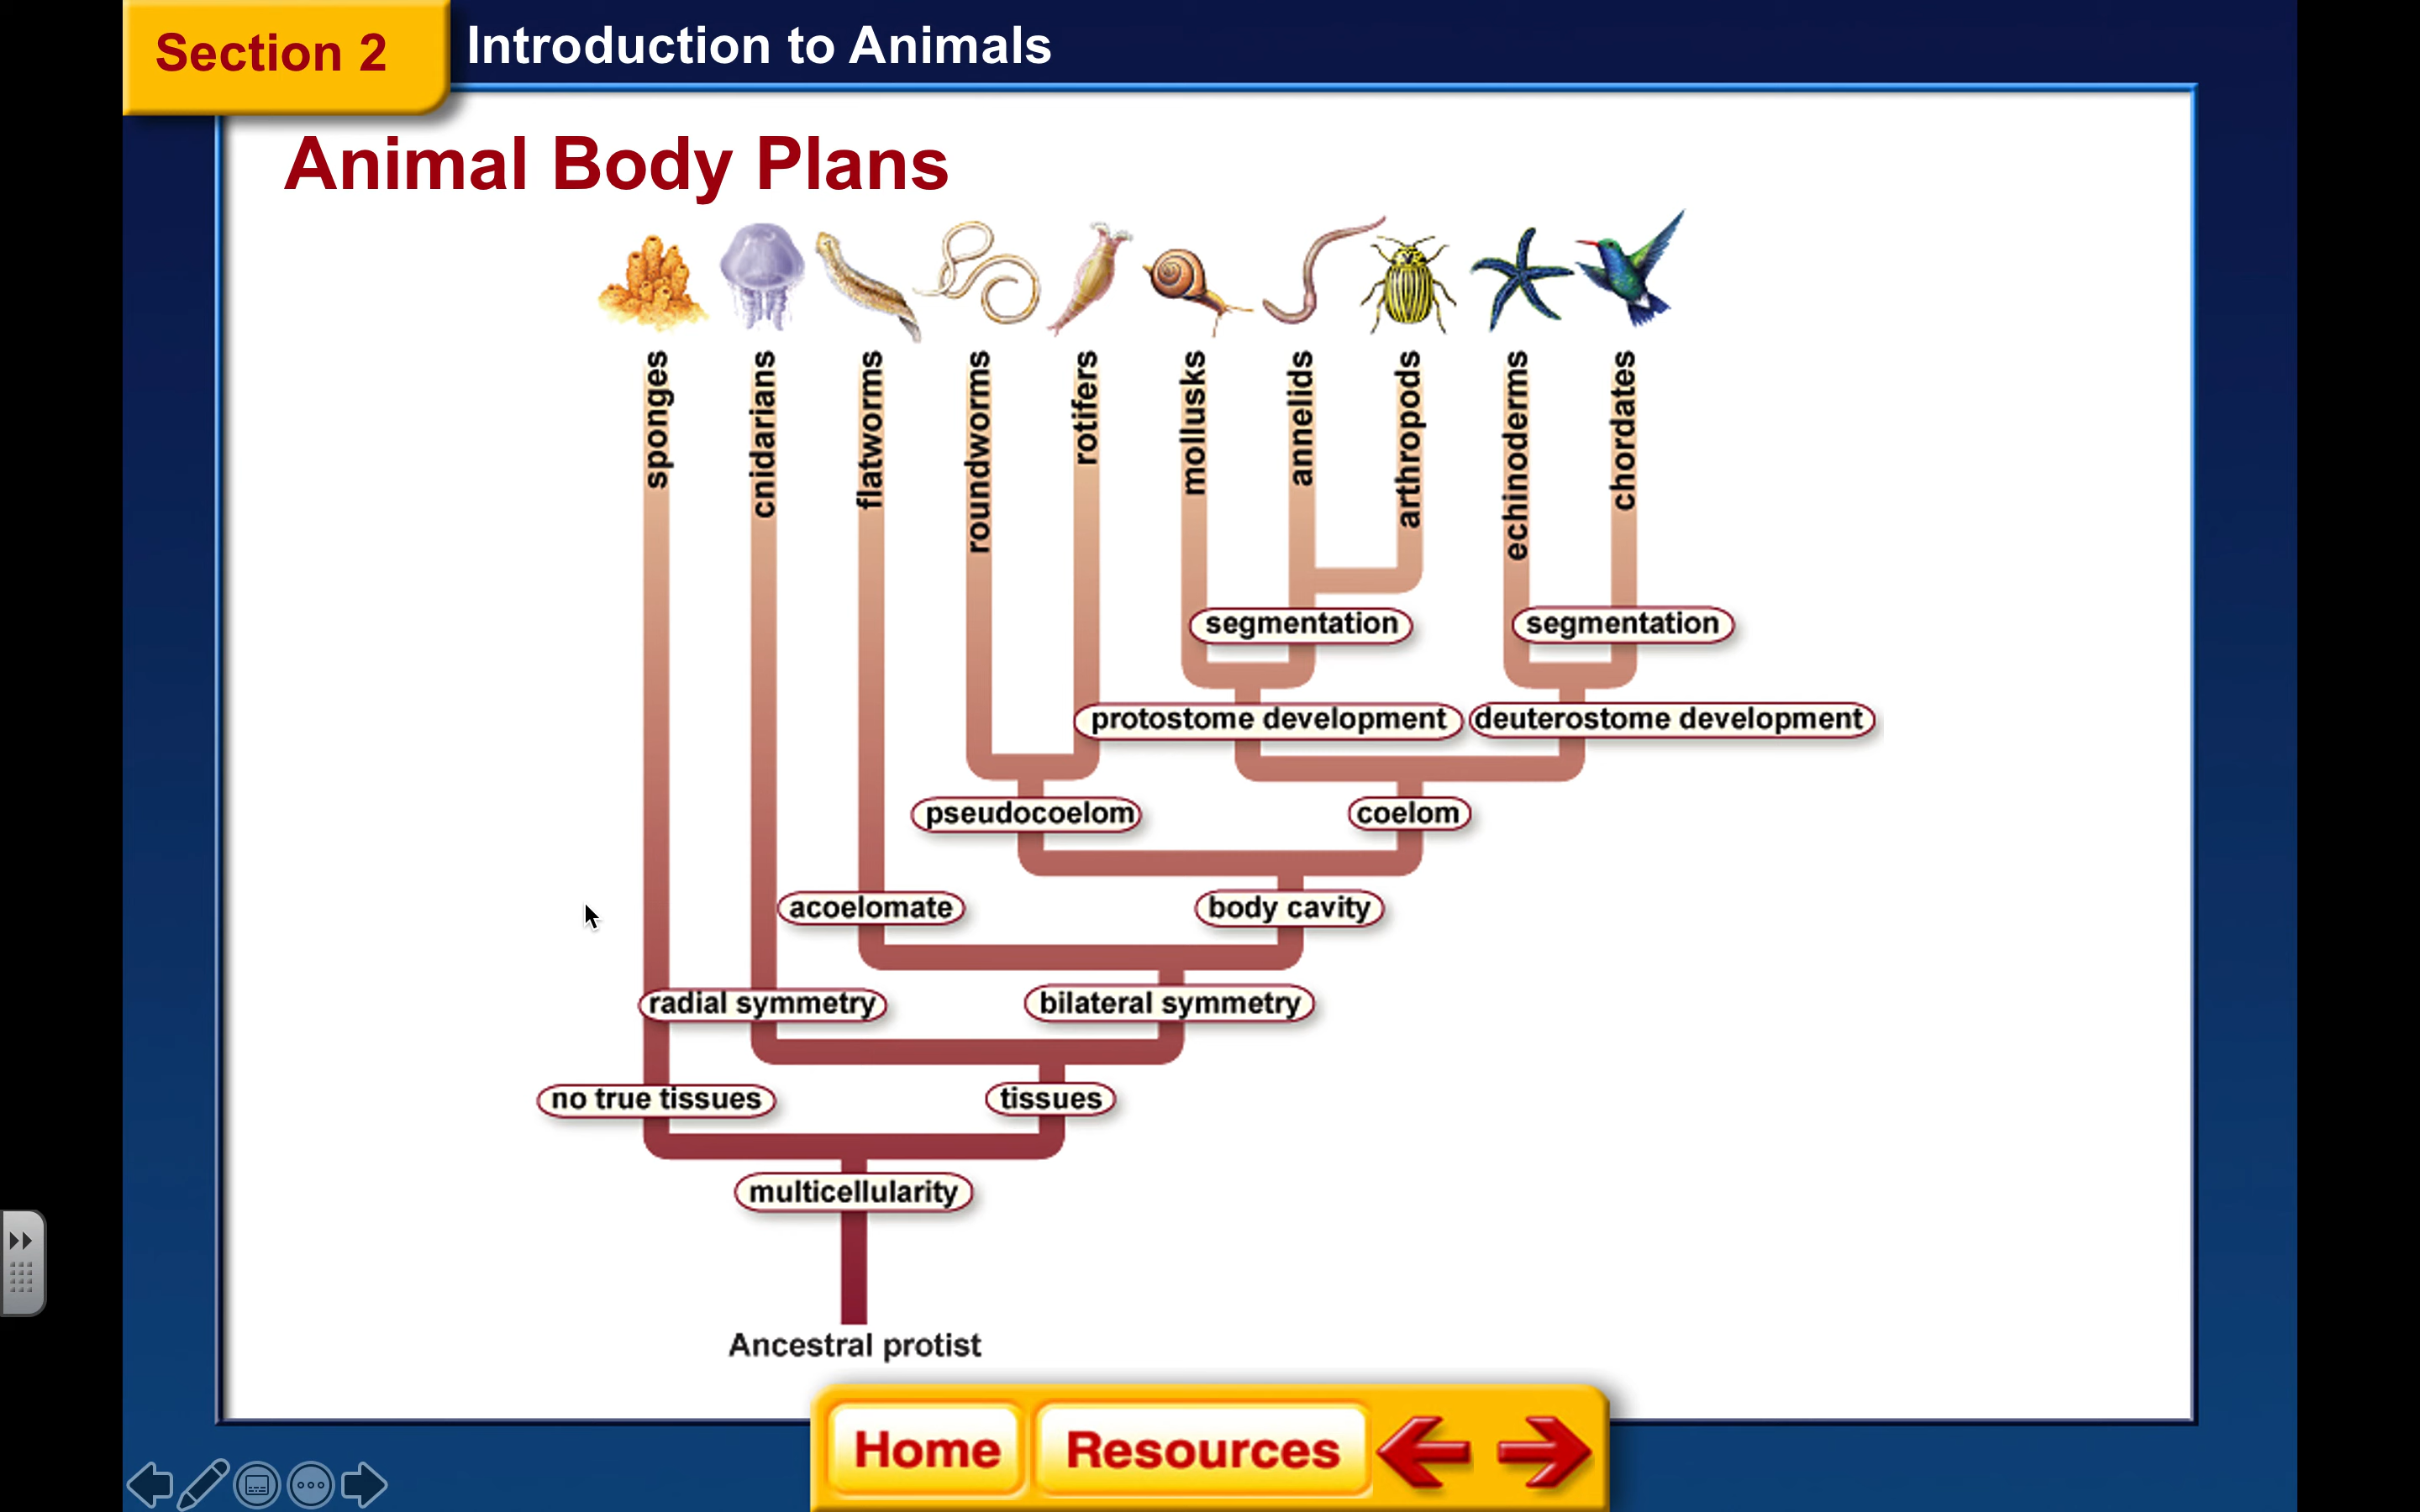 Section 2
Introduction to Animals
Animal Body Plans
sponges
cnidarians
flatworms
roundworms
rotifers
mollusks
annelids
arthropods
echinoderms
chordates
segmentation
segmentation
protostome development
deuterostome development
pseudocoelom
coelom
acoelomate
body cavity
radial symmetry
bilateral symmetry
no true tissues
tissues
multicellularity
Ancestral protist
Home
Resources